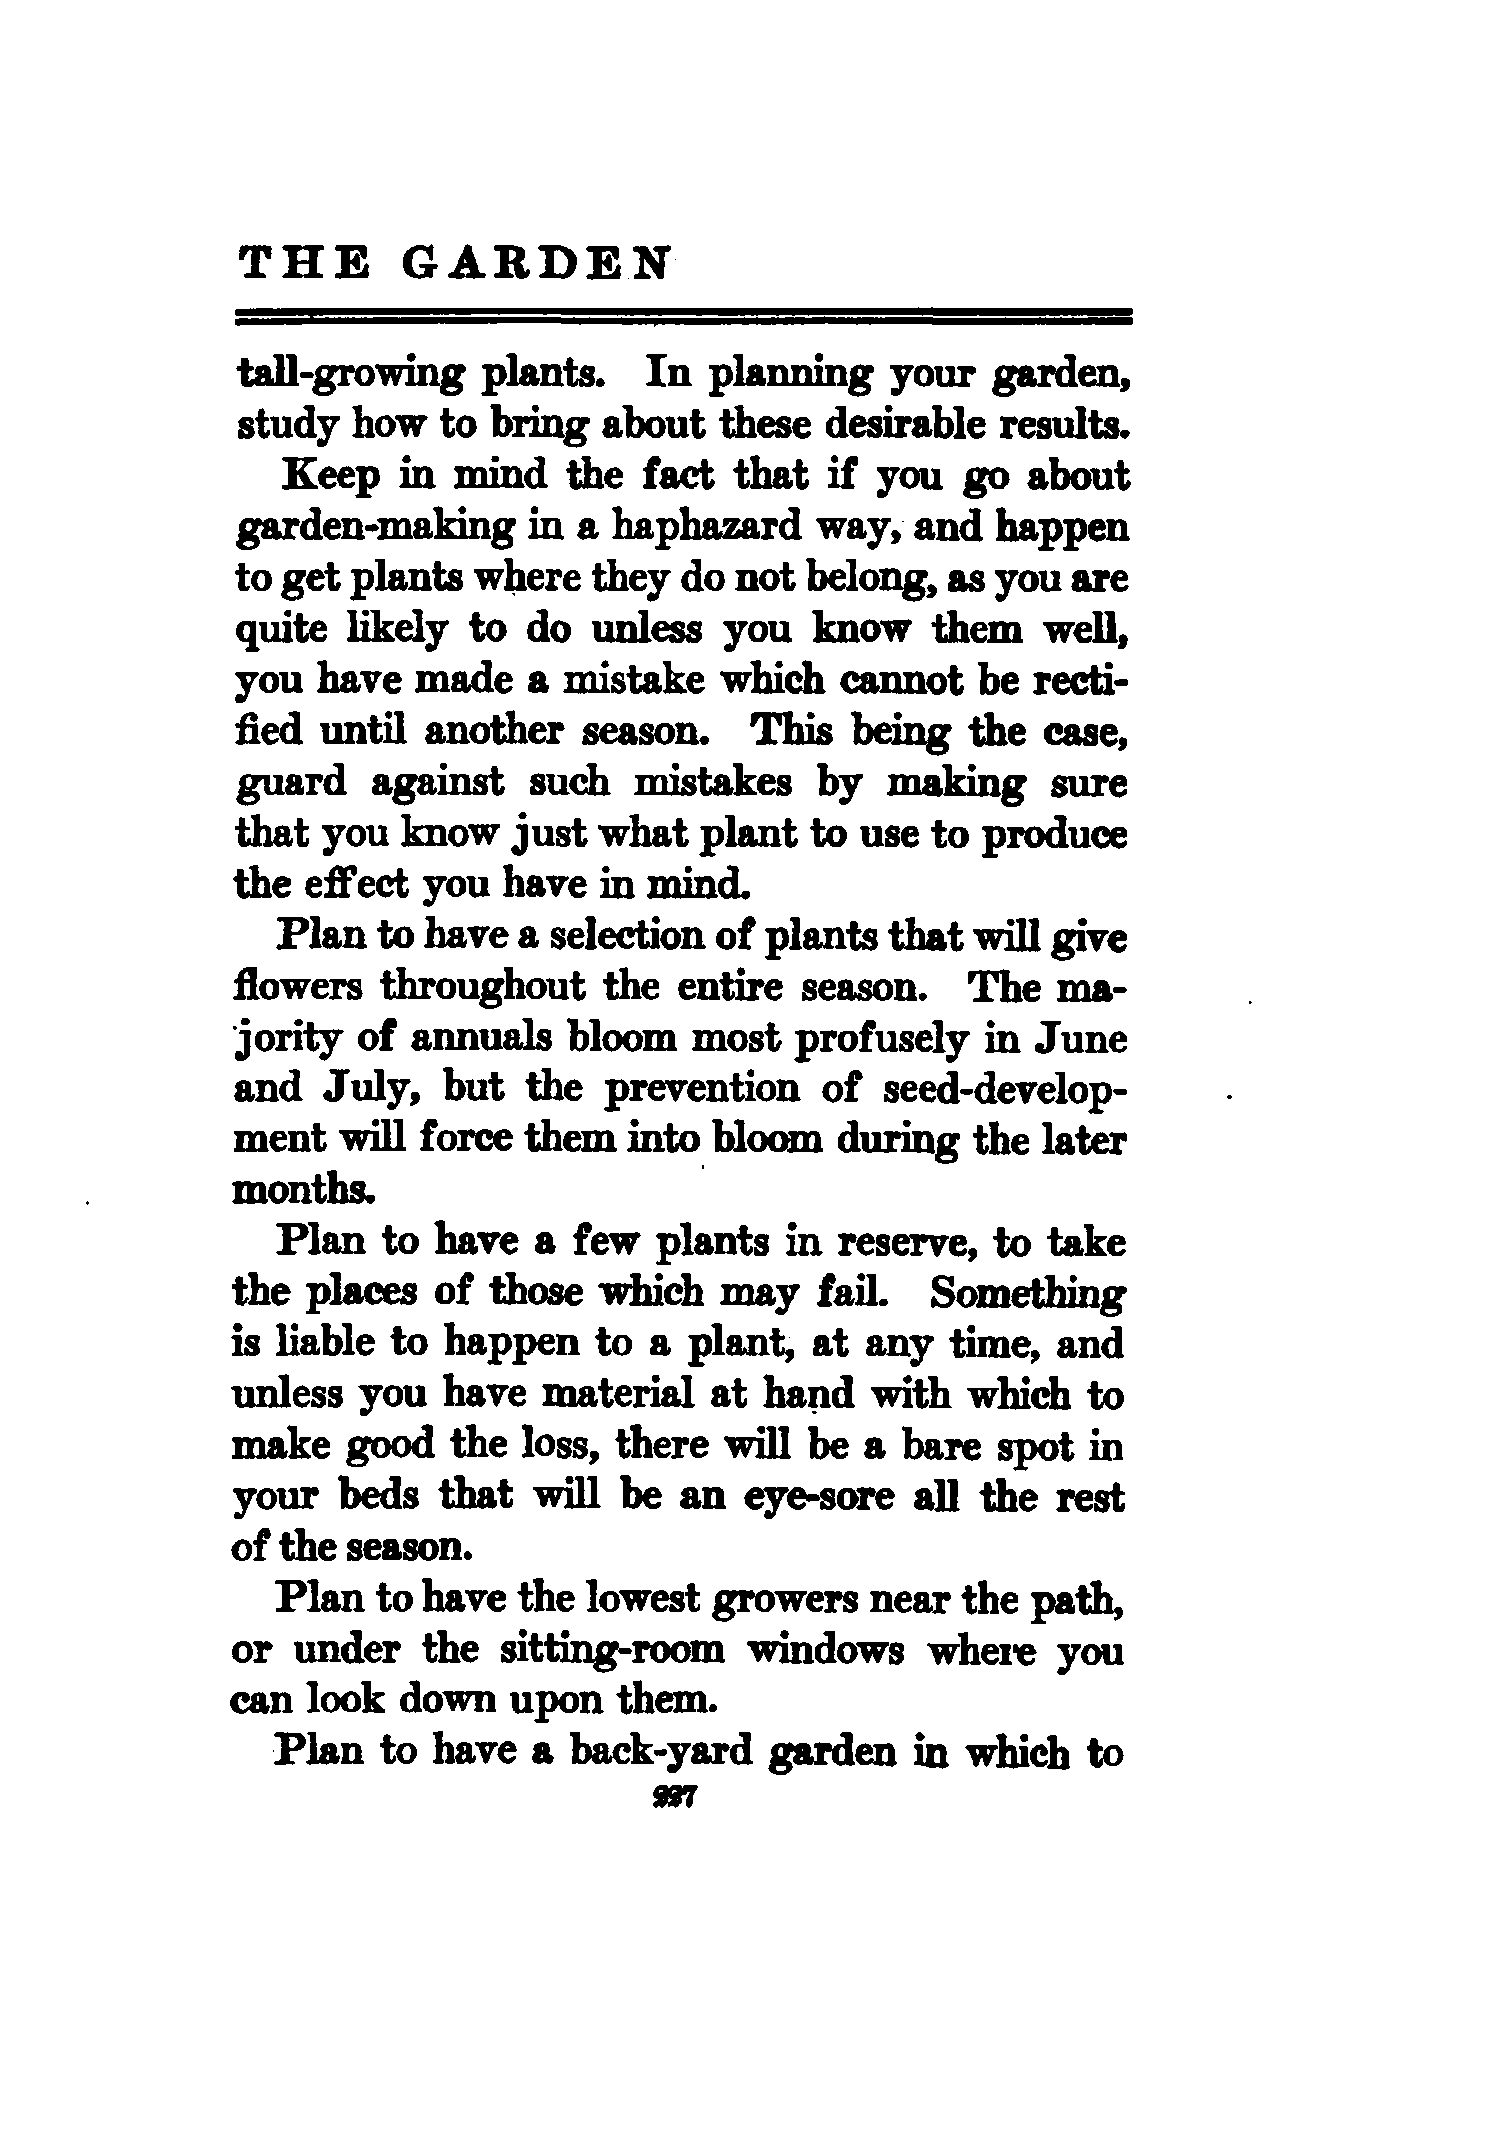 THE GARDEN
tall-growing plants. In planning your garden,
study how to bring about these desirable results.
Keep in mind the fact that if you go about
garden-making in a haphazard way, and happen
to get plants where they do not belong, as you are
quite likely to do unless you know them well,
you have made a mistake which cannot be recti-
fied until another season. This being the case,
guard against such mistakes by making sure
that you know just what plant to use to produce
the effect you have in mind.
Plan to have a selection of plants that will give
flowers throughout the entire season. The ma-
jority of annuals bloom most profusely in June
and July, but the prevention of seed-develop-
ment will force them into bloom during the later
months.
Plan to have a few plants in reserve, to take
the places of those which may fail. Something
is liable to happen to a plant, at any time, and
unless you have material at hand with which to
make good the loss, there will be a bare spot in
your beds that will be an eye-sore all the rest
of the season.
Plan to have the lowest growers near the path,
or under the sitting-room windows where you
can look down upon them.
Plan to have a back-yard garden in which to
227